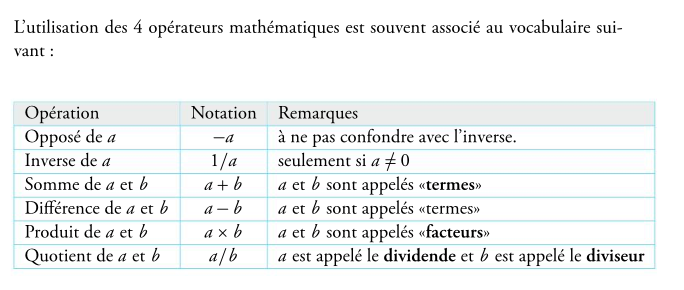 L'utilisation des 4 opérateurs mathématiques est souvent associé au vocabulaire sui-
vant :
Opération Notation Remarques
Opposé de a −a à ne pas confondre avec l'inverse.
Inverse de a 1/a seulement si a ≠ 0
Somme de a et b a + b a et b sont appelés «termes»
Différence de a et b a − b a et b sont appelés «termes»
Produit de a et b a × b a et b sont appelés «facteurs»
Quotient de a et b a/b a est appelé le dividende et b est appelé le diviseur